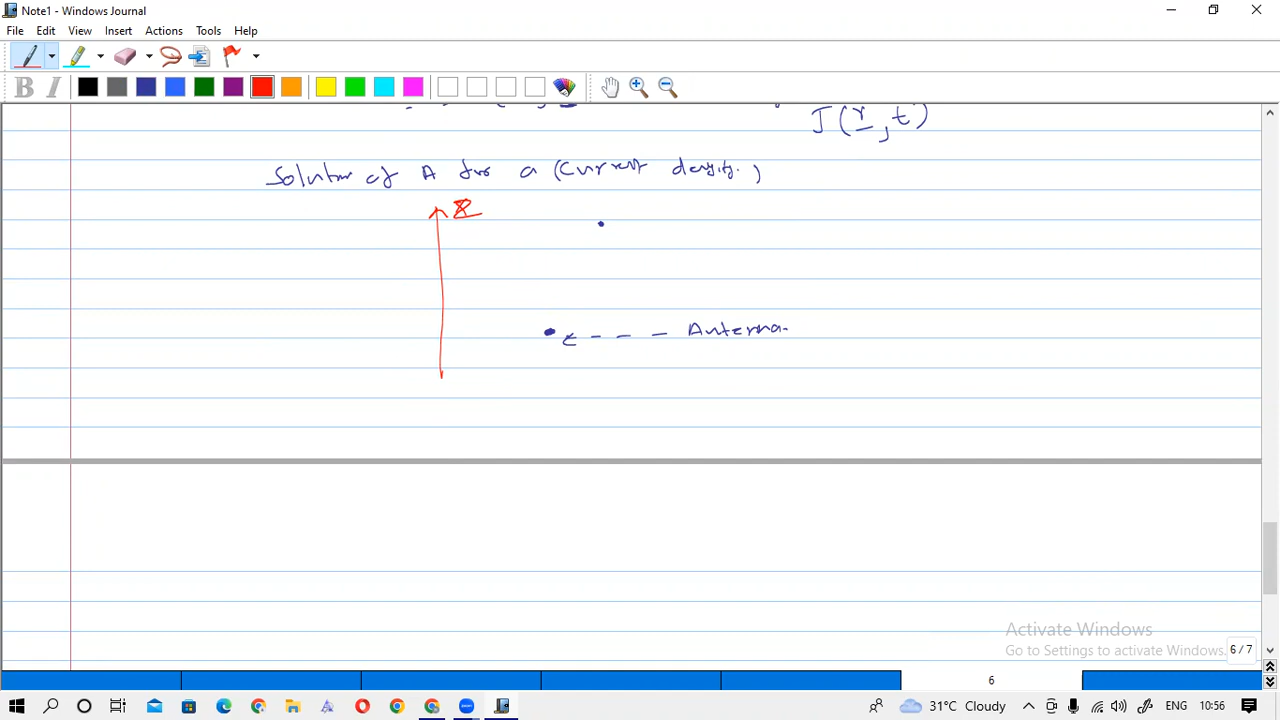 Note1 - Windows Journal
File Edit View Insert Actions Tools Help
B I
J(r, t)
Solution of A for a (Current density.)
Z
Antenna.
Activate Windows
Go to Settings to activate Windows.
6 / 7
6
31°C Cloudy
ENG
10:56